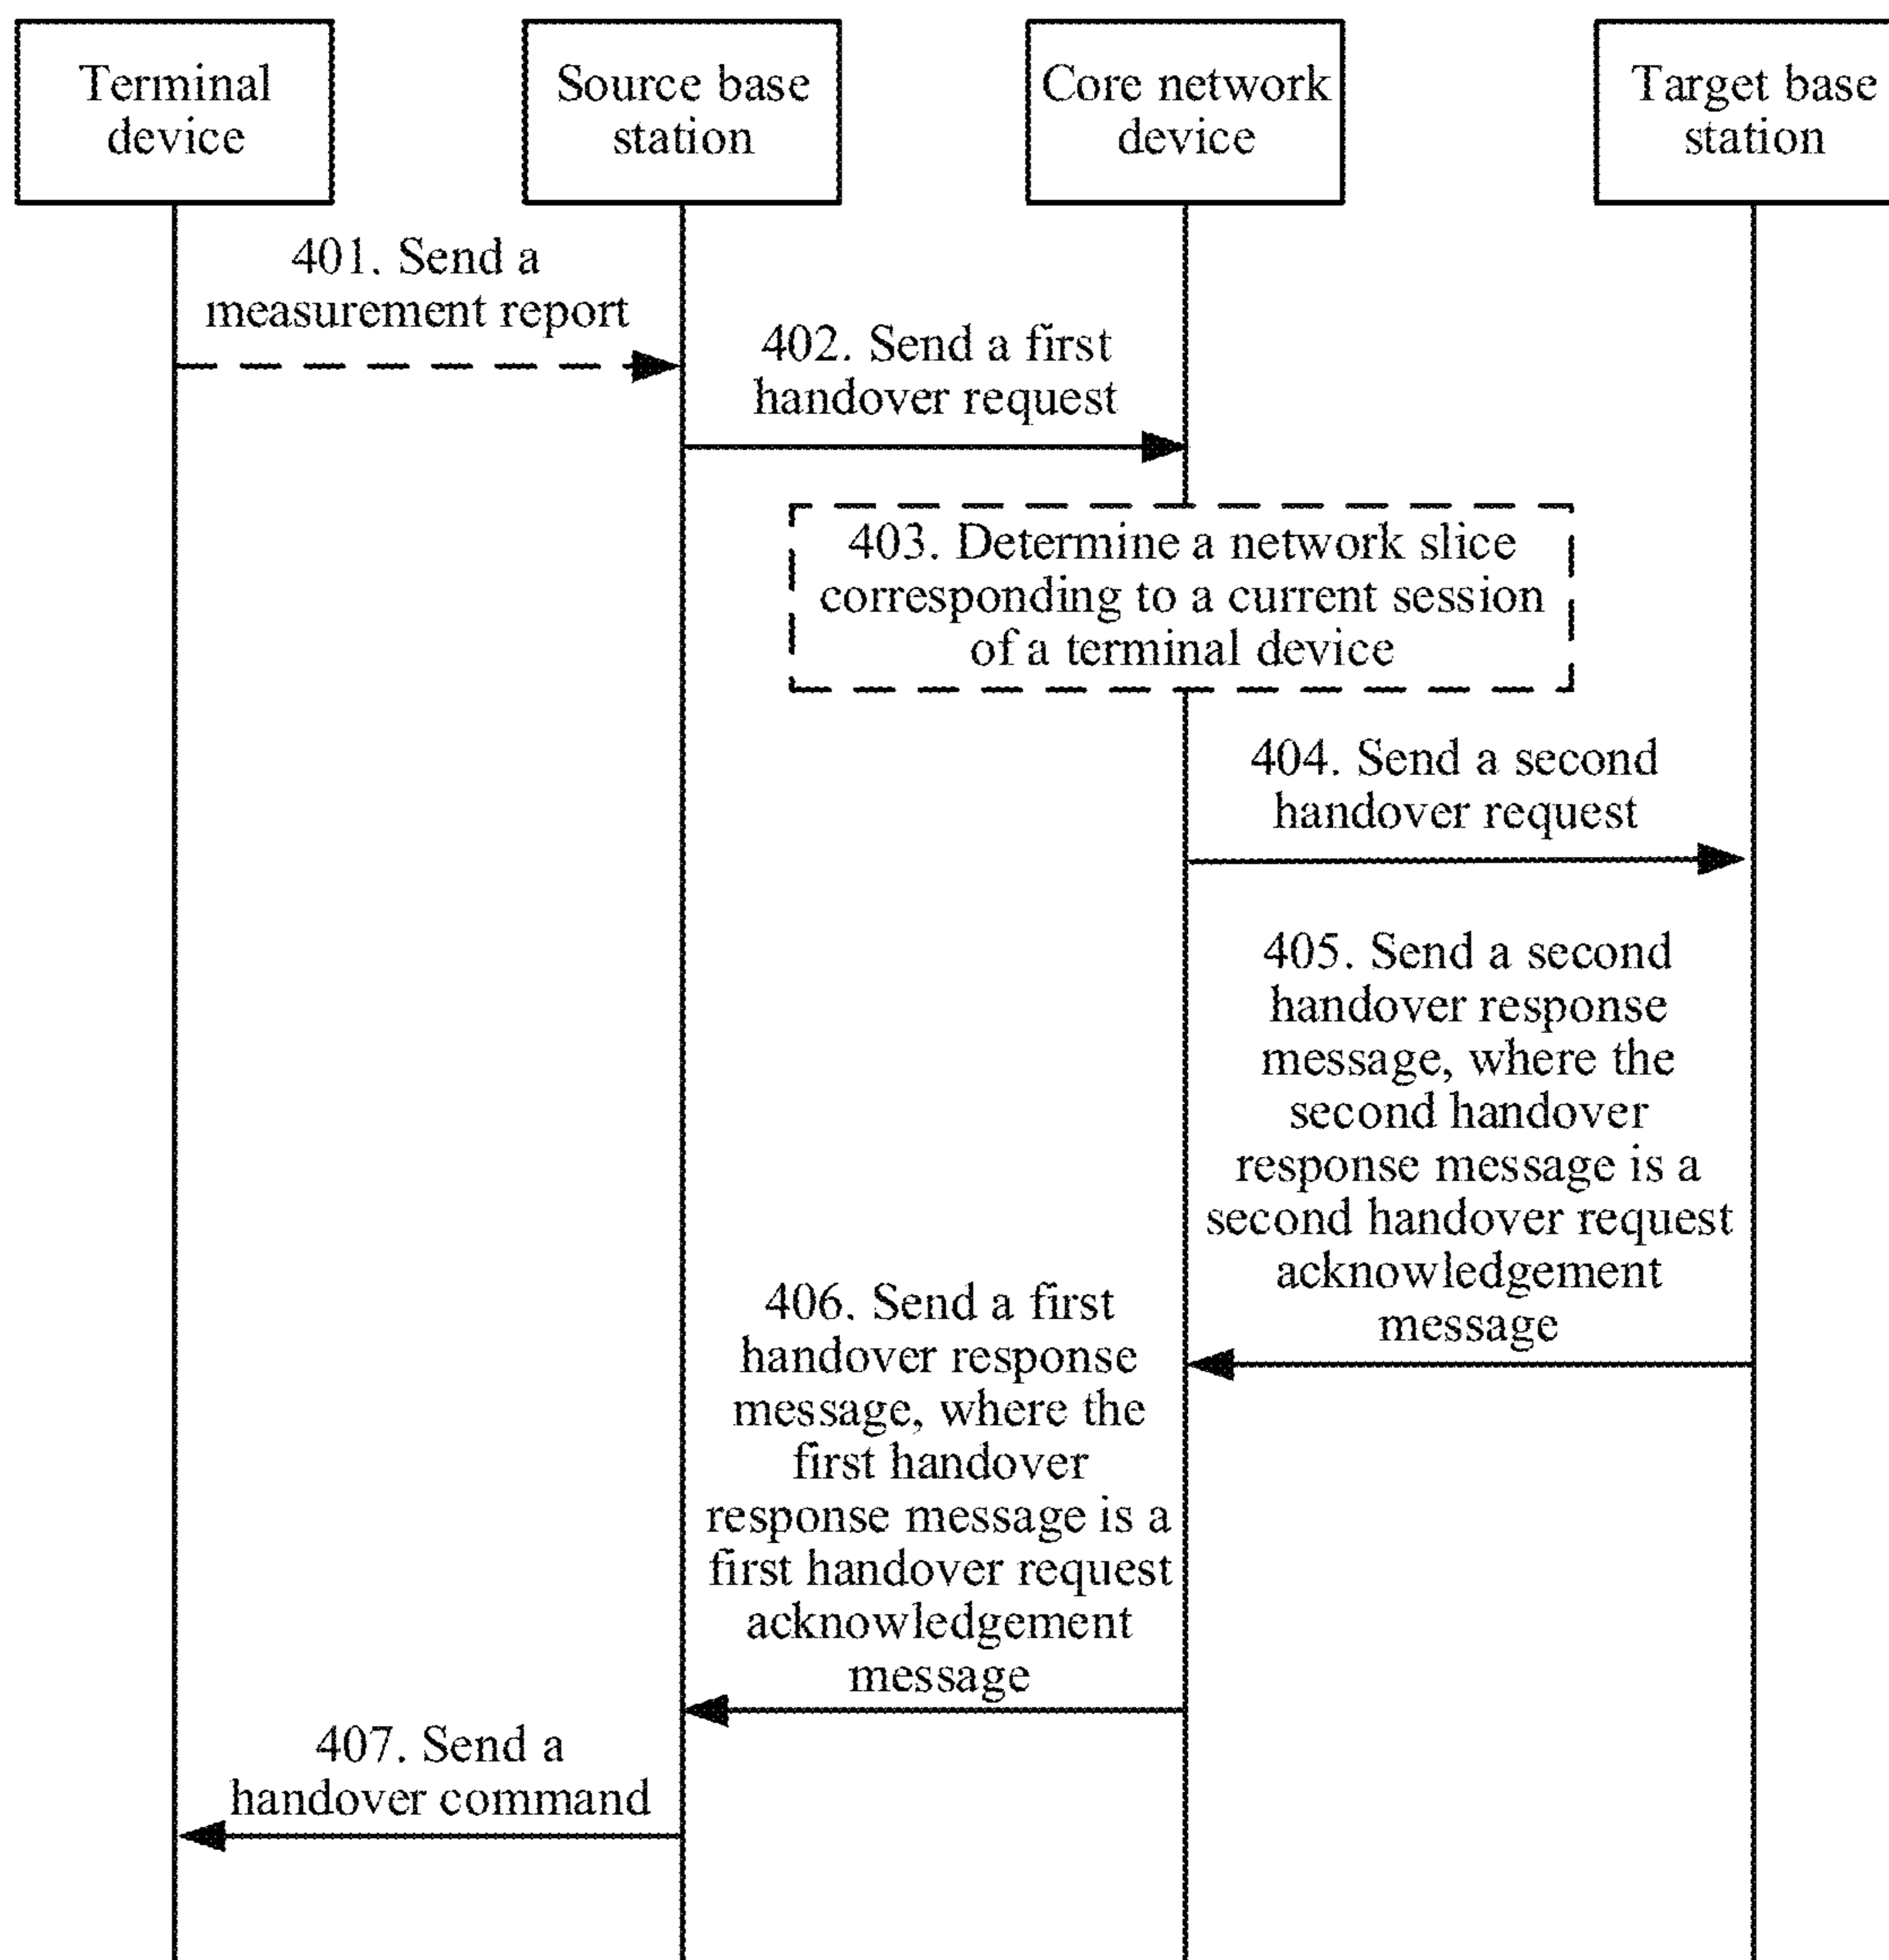 Terminal
device
Source base
station
Core network
device
Target base
station
401. Send a
measurement report
402. Send a first
handover request
403. Determine a network slice
corresponding to a current session
of a terminal device
404. Send a second
handover request
405. Send a second
handover response
message, where the
second handover
response message is a
second handover request
acknowledgement
message
406. Send a first
handover response
message, where the
first handover
response message is a
first handover request
acknowledgement
message
407. Send a
handover command